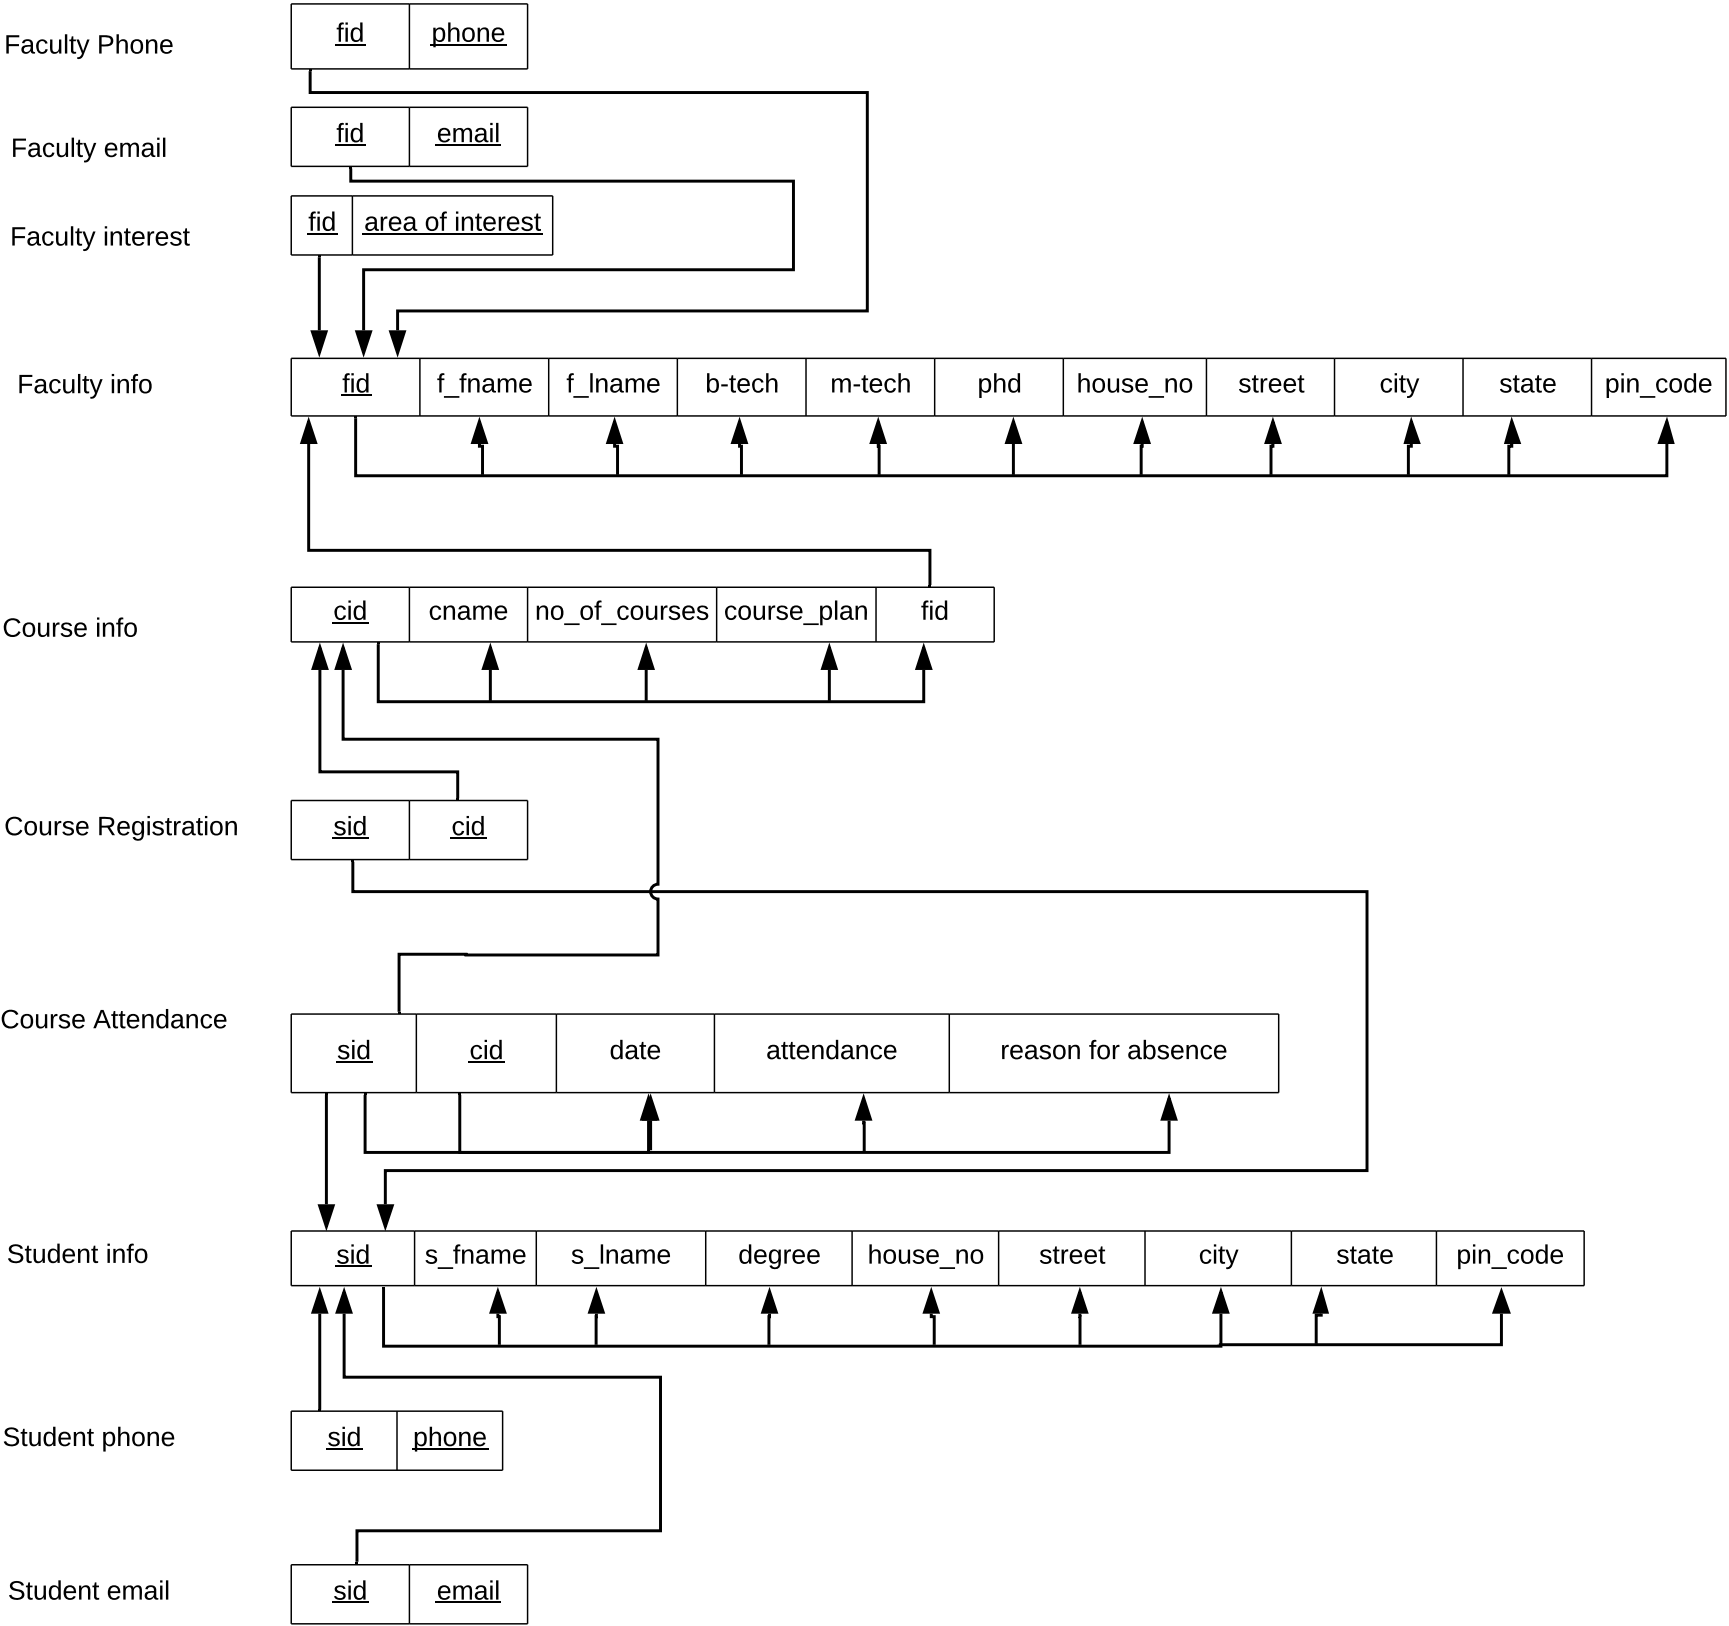 Faculty Phone
fid phone
Faculty email
fid email
Faculty interest
fid area of interest
Faculty info
fid f_fname f_lname b-tech m-tech phd house_no street city state pin_code
Course info
cid cname no_of_courses course_plan fid
Course Registration
sid cid
Course Attendance
sid cid date attendance reason for absence
Student info
sid s_fname s_lname degree house_no street city state pin_code
Student phone
sid phone
Student email
sid email